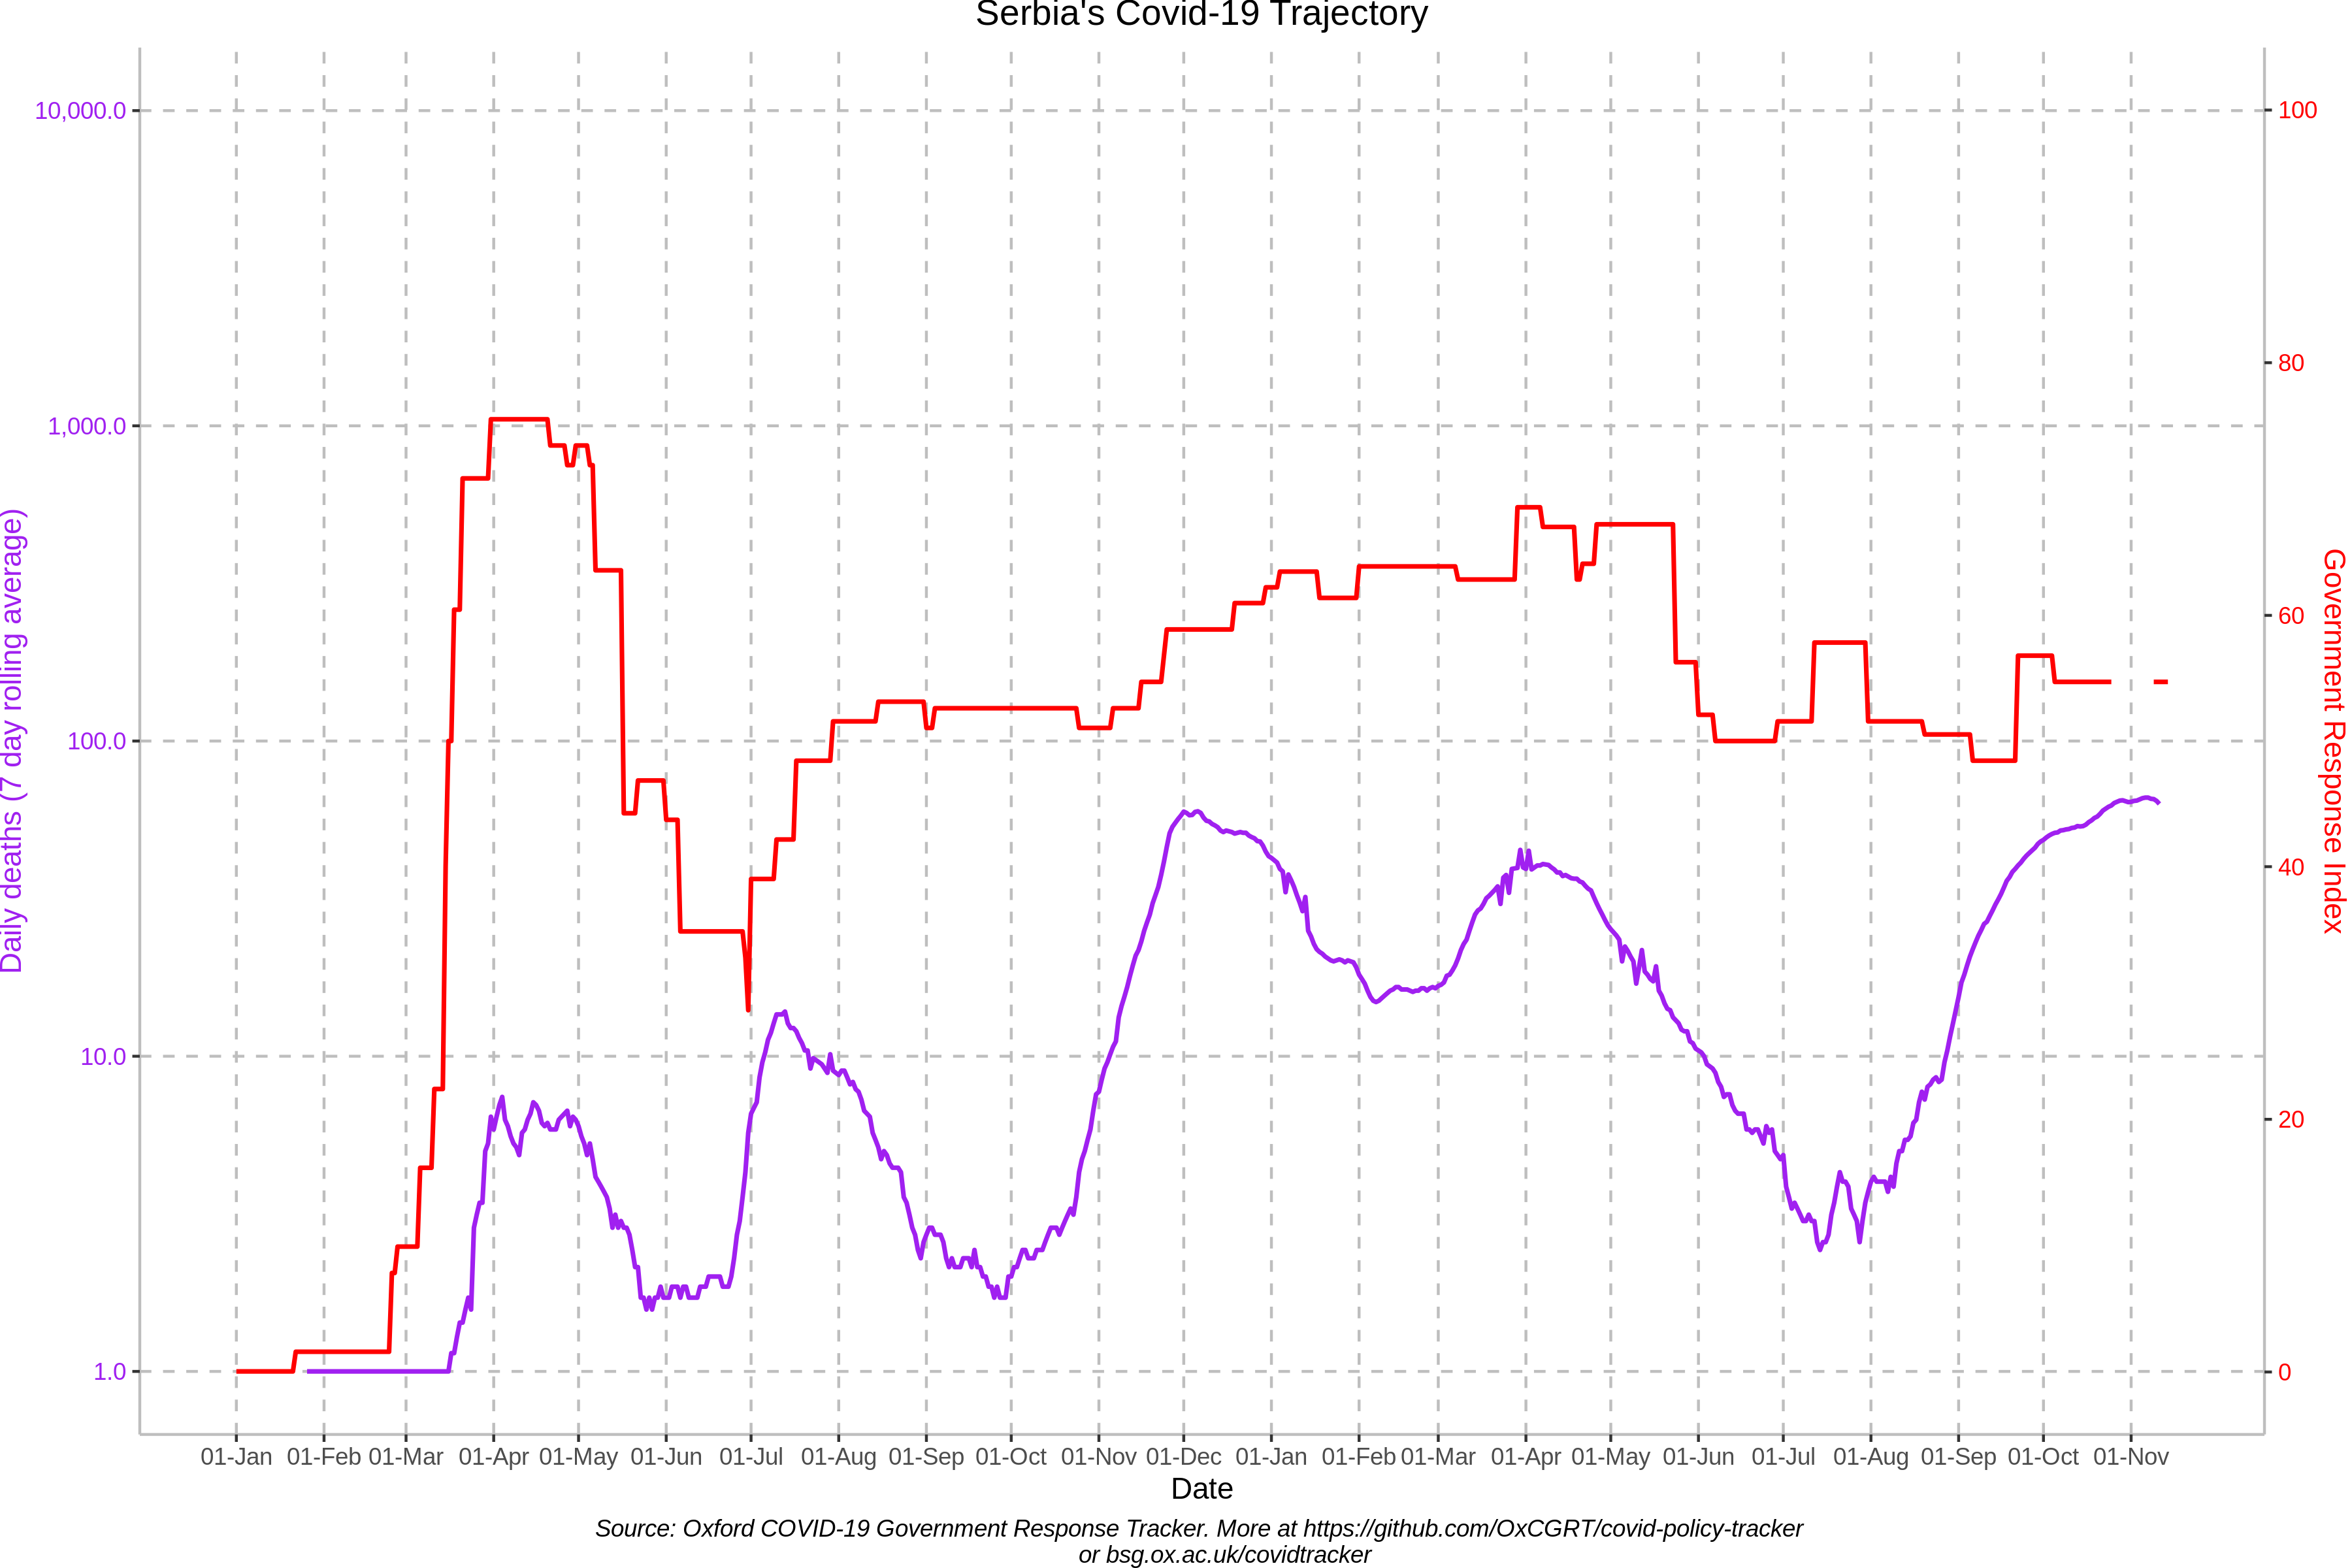 Serbia's Covid-19 Trajectory
10,000.0
1,000.0
100.0
10.0
1.0
Daily deaths (7 day rolling average)
100
80
60
40
20
0
Government Response Index
01-Jan 01-Feb 01-Mar 01-Apr 01-May 01-Jun 01-Jul 01-Aug 01-Sep 01-Oct 01-Nov 01-Dec 01-Jan 01-Feb 01-Mar 01-Apr 01-May 01-Jun 01-Jul 01-Aug 01-Sep 01-Oct 01-Nov
Date
Source: Oxford COVID-19 Government Response Tracker. More at https://github.com/OxCGRT/covid-policy-tracker
or bsg.ox.ac.uk/covidtracker